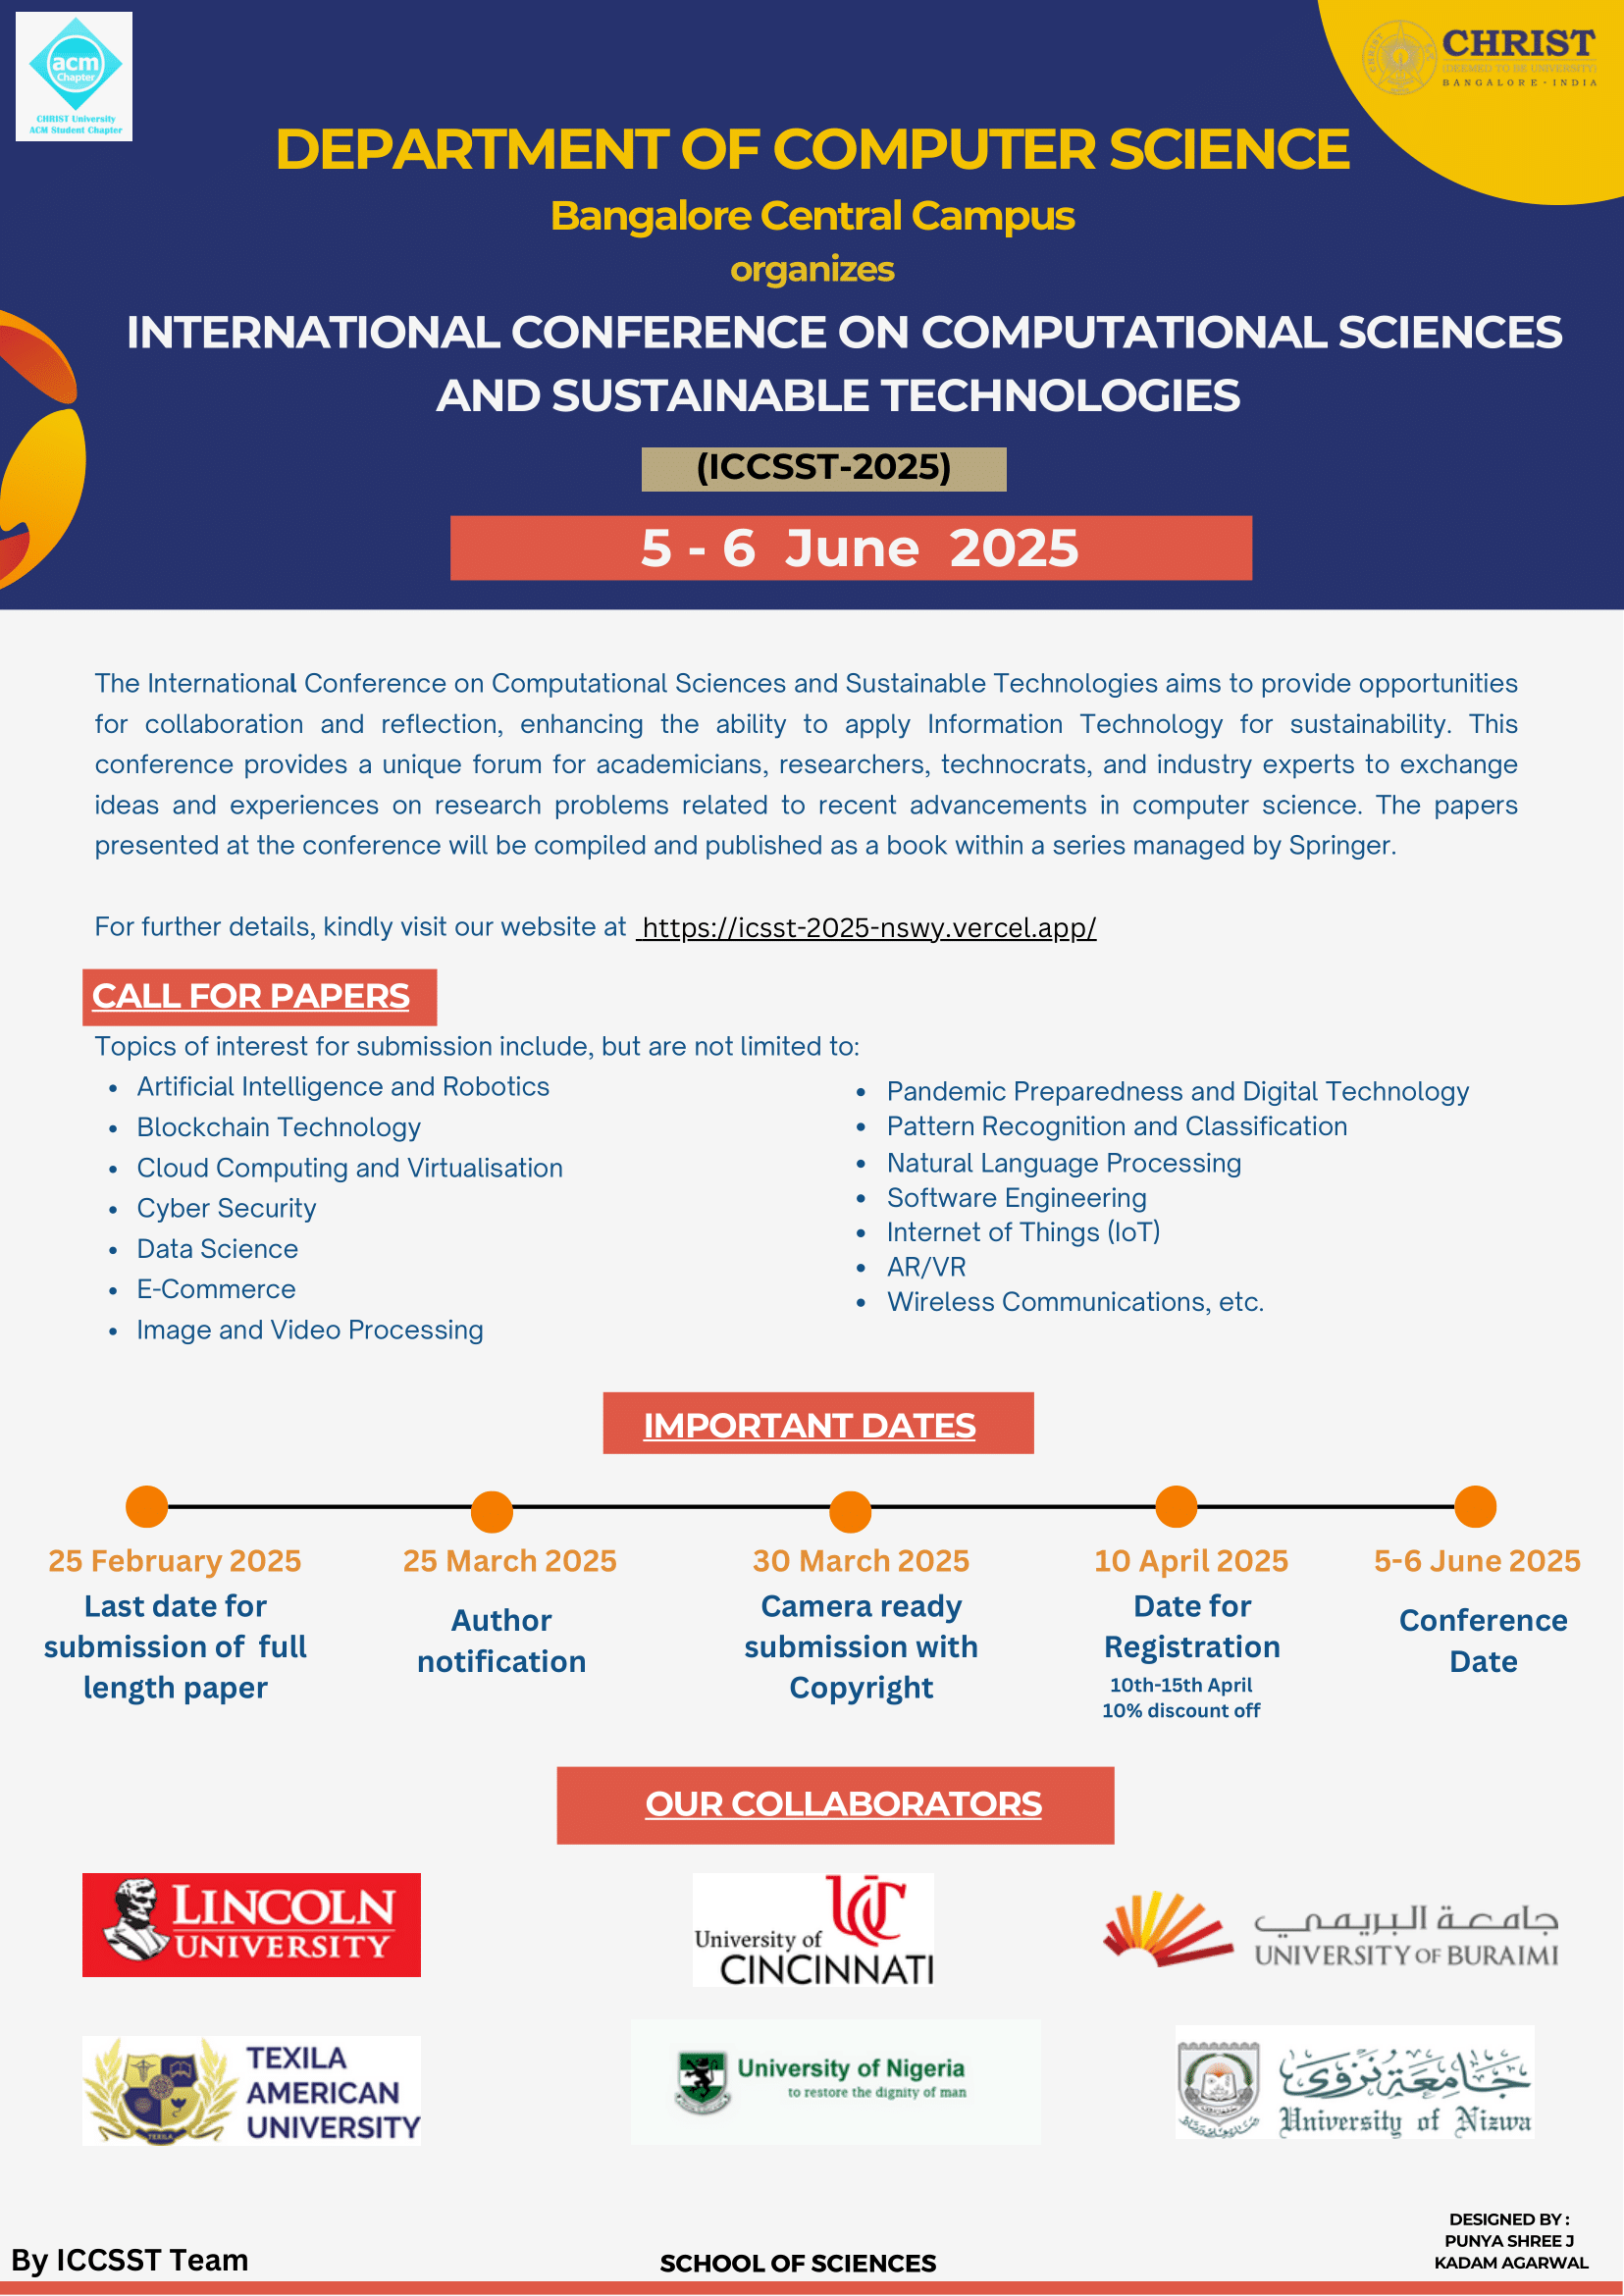 acm
Chapter
CHRIST University
ACM Student Chapter
CHRIST
(DEEMED TO BE UNIVERSITY)
BANGALORE · INDIA
DEPARTMENT OF COMPUTER SCIENCE
Bangalore Central Campus
organizes
INTERNATIONAL CONFERENCE ON COMPUTATIONAL SCIENCES
AND SUSTAINABLE TECHNOLOGIES
(ICCSST-2025)
5 - 6 June 2025
The International Conference on Computational Sciences and Sustainable Technologies aims to provide opportunities
for collaboration and reflection, enhancing the ability to apply Information Technology for sustainability. This
conference provides a unique forum for academicians, researchers, technocrats, and industry experts to exchange
ideas and experiences on research problems related to recent advancements in computer science. The papers
presented at the conference will be compiled and published as a book within a series managed by Springer.
For further details, kindly visit our website at https://icsst-2025-nswy.vercel.app/
CALL FOR PAPERS
Topics of interest for submission include, but are not limited to:
• Artificial Intelligence and Robotics
• Blockchain Technology
• Cloud Computing and Virtualisation
• Cyber Security
• Data Science
• E-Commerce
• Image and Video Processing
• Pandemic Preparedness and Digital Technology
• Pattern Recognition and Classification
• Natural Language Processing
• Software Engineering
• Internet of Things (IoT)
• AR/VR
• Wireless Communications, etc.
IMPORTANT DATES
25 February 2025
Last date for
submission of full
length paper
25 March 2025
Author
notification
30 March 2025
Camera ready
submission with
Copyright
10 April 2025
Date for
Registration
10th-15th April
10% discount off
5-6 June 2025
Conference
Date
OUR COLLABORATORS
LINCOLN
UNIVERSITY
UC
University of
CINCINNATI
جامعة البريمي
UNIVERSITY OF BURAIMI
TEXILA
AMERICAN
UNIVERSITY
TEXILA
University of Nigeria
to restore the dignity of man
جَامعَة نزوى
University of Nizwa
By ICCSST Team
SCHOOL OF SCIENCES
DESIGNED BY :
PUNYA SHREE J
KADAM AGARWAL